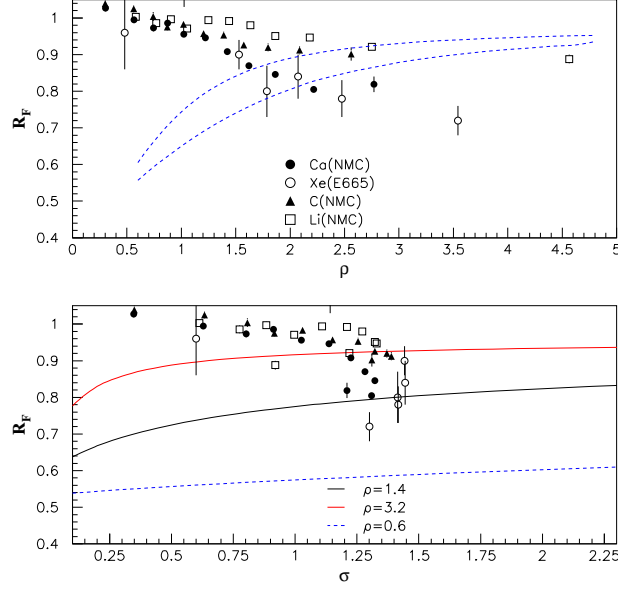 1
0.9
0.8
0.7
0.6
0.5
0.4
R_F
Ca(NMC)
Xe(E665)
C(NMC)
Li(NMC)
0 0.5 1 1.5 2 2.5 3 3.5 4 4.5 5
ρ
1
0.9
0.8
0.7
0.6
0.5
0.4
R_F
ρ=1.4
ρ=3.2
ρ=0.6
0.25 0.5 0.75 1 1.25 1.5 1.75 2 2.25
σ